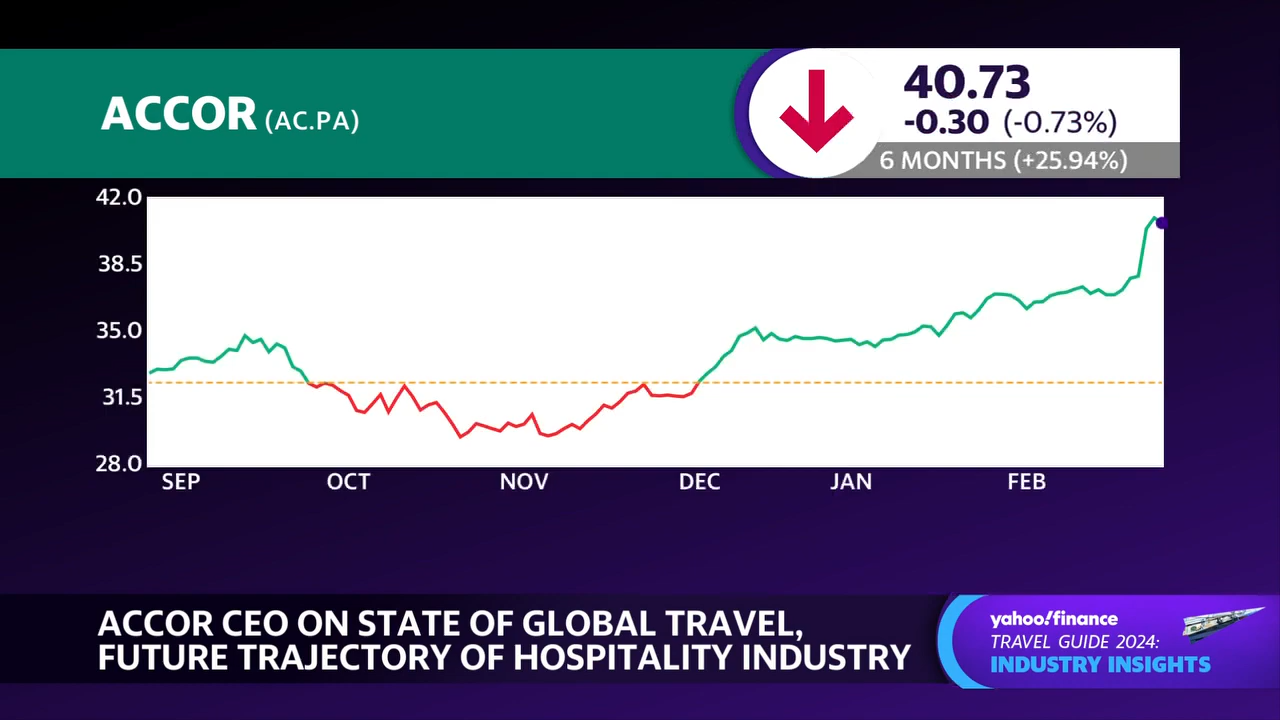 ACCOR (AC.PA)
40.73
-0.30 (-0.73%)
6 MONTHS (+25.94%)
42.0
38.5
35.0
31.5
28.0
SEP OCT NOV DEC JAN FEB
ACCOR CEO ON STATE OF GLOBAL TRAVEL,
FUTURE TRAJECTORY OF HOSPITALITY INDUSTRY
yahoo!finance
TRAVEL GUIDE 2024:
INDUSTRY INSIGHTS